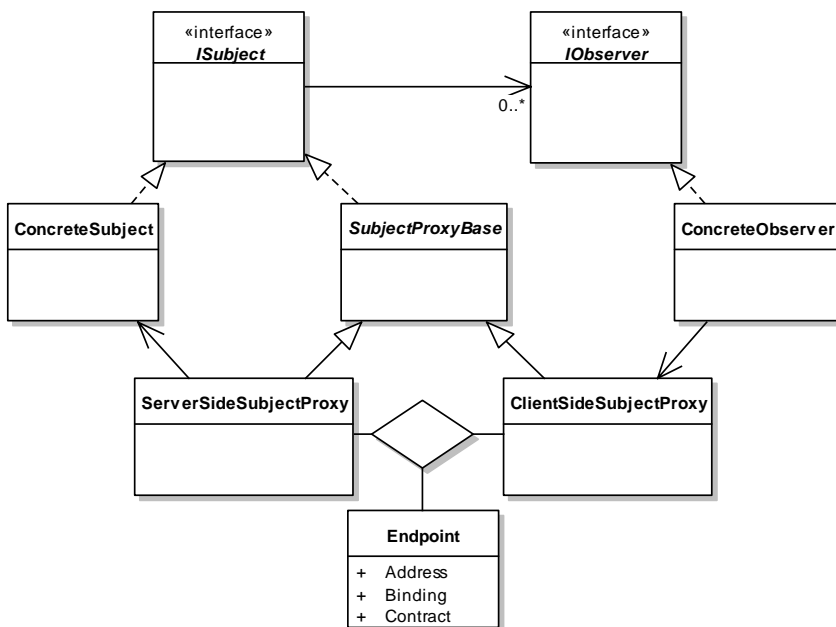 «interface»
ISubject
«interface»
IObserver
0..*
ConcreteSubject
SubjectProxyBase
ConcreteObserver
ServerSideSubjectProxy
ClientSideSubjectProxy
Endpoint
+ Address
+ Binding
+ Contract